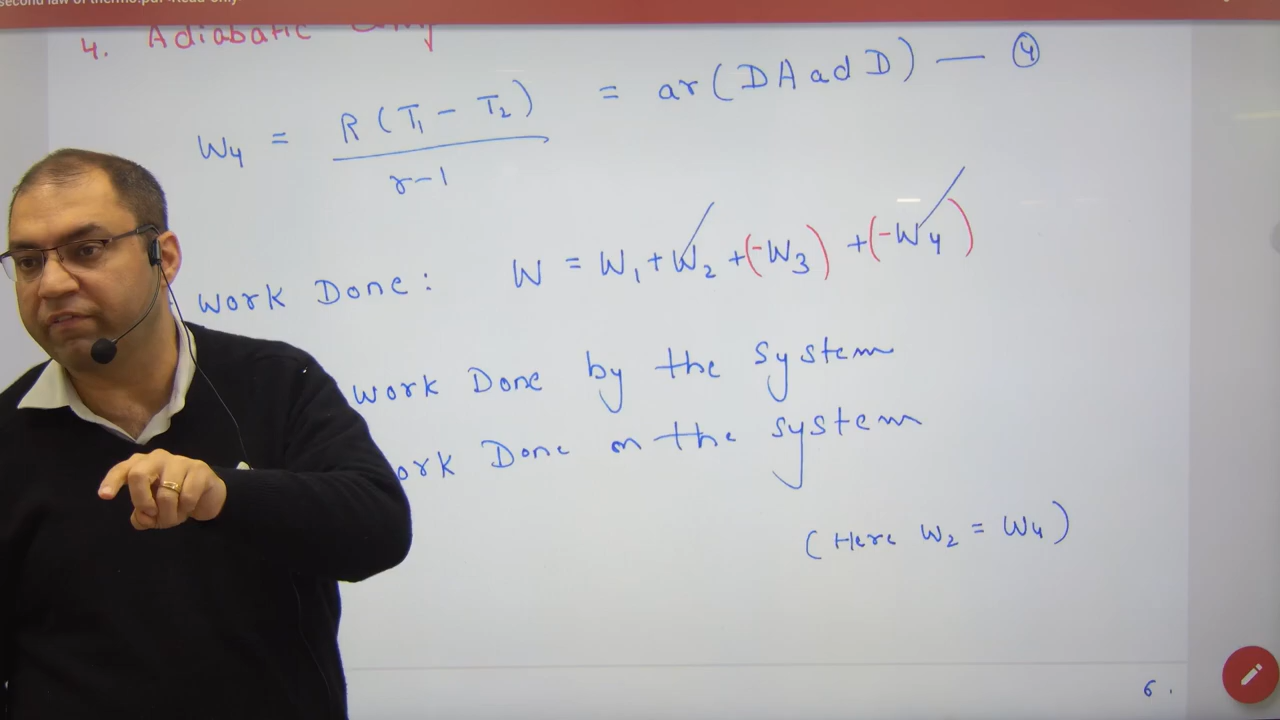 second law of thermo.pdf - Read-Only
4. Adiabatic
W₄ = R(T₁ - T₂) / r-1 = ar(DAadD) — ④
Work Done : W = W₁ + W₂ + (-W₃) + (-W₄)
Work Done by the system
ork Done on the system
(Here W₂ = W₄)
6.